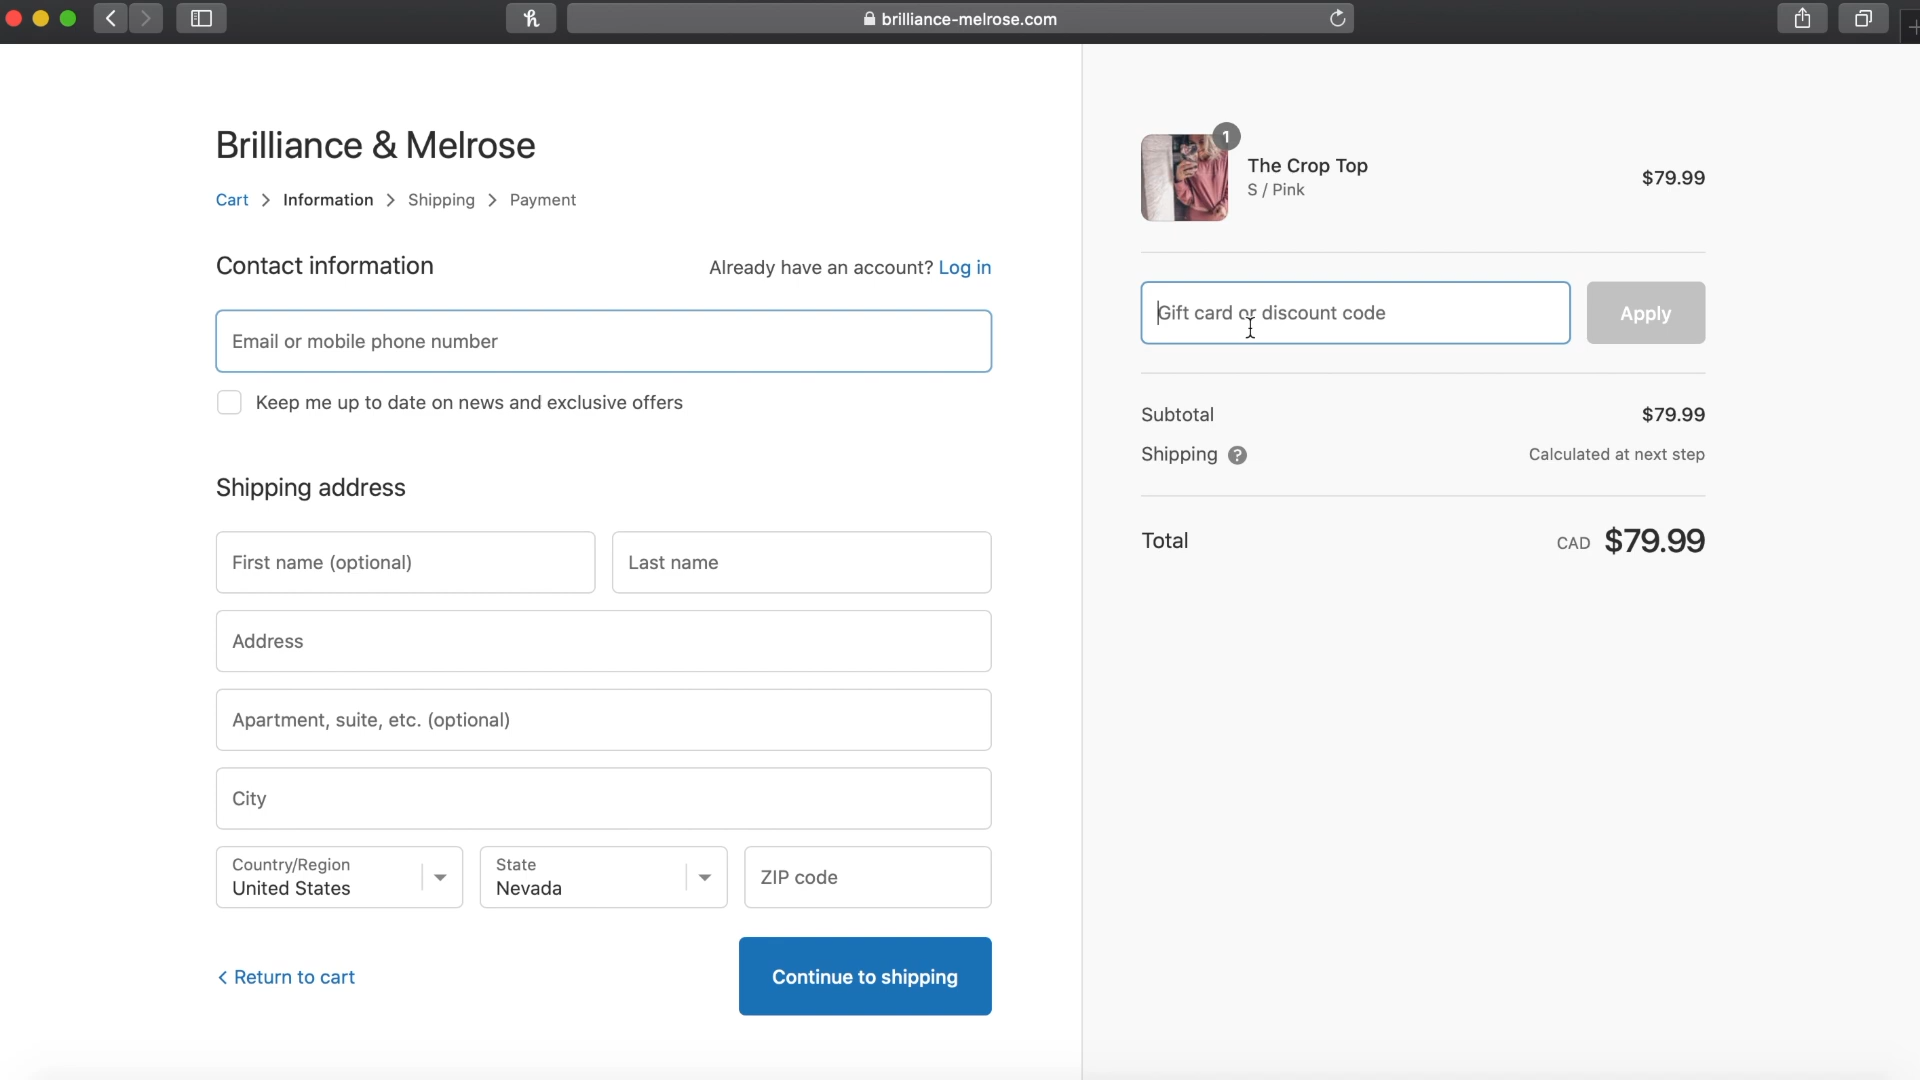 brilliance-melrose.com
Brilliance & Melrose
Cart > Information > Shipping > Payment
Contact information
Already have an account? Log in
Email or mobile phone number
Keep me up to date on news and exclusive offers
Shipping address
First name (optional)
Last name
Address
Apartment, suite, etc. (optional)
City
Country/Region
United States
State
Nevada
ZIP code
< Return to cart
Continue to shipping
1
The Crop Top
S / Pink
$79.99
Gift card or discount code
Apply
Subtotal $79.99
Shipping ? Calculated at next step
Total CAD $79.99